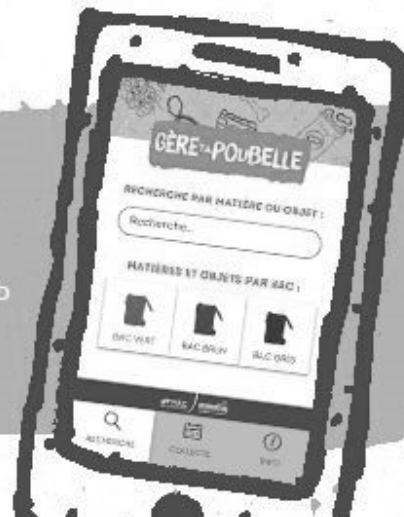 GÈRE TA POUBELLE
RECHERCHE PAR MATIÈRE OU OBJET :
Recherche...
MATIÈRES ET OBJETS PAR BAC :
BAC VERT BAC BRUN BAC GRIS
RECHERCHE COLLECTE INFO